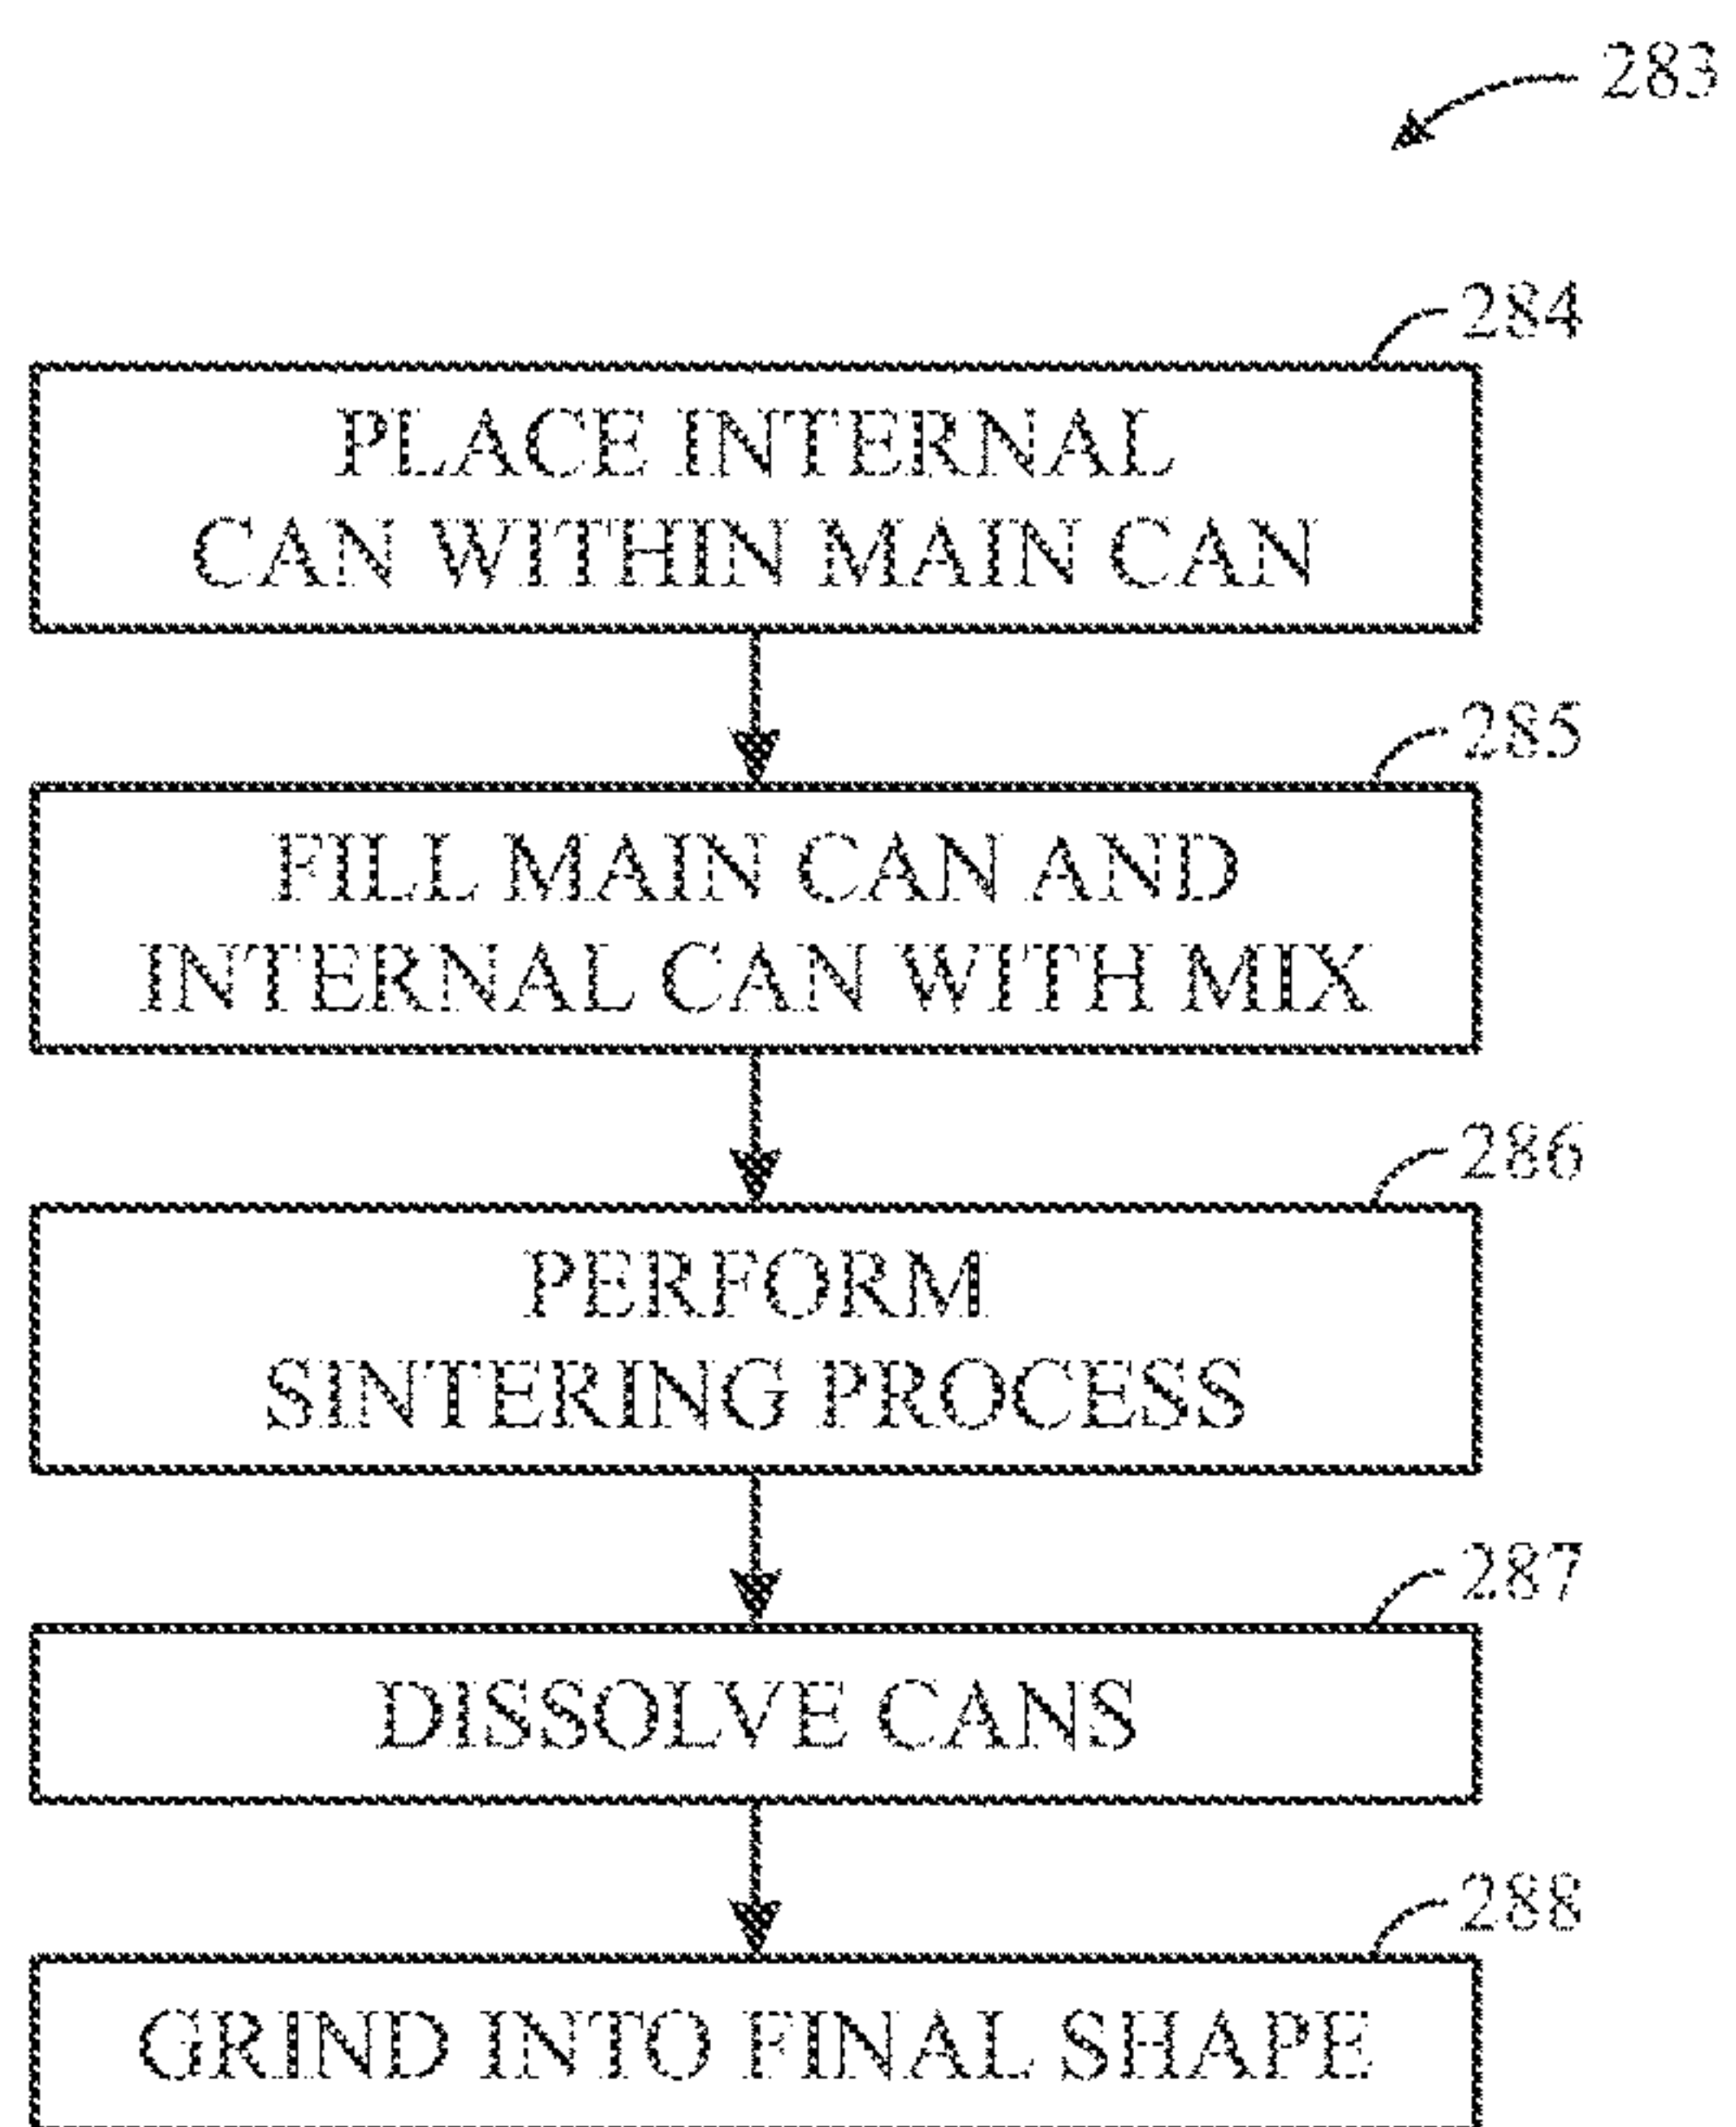 283
284
PLACE INTERNAL
CAN WITHIN MAIN CAN
285
FILL MAIN CAN AND
INTERNAL CAN WITH MIX
286
PERFORM
SINTERING PROCESS
287
DISSOLVE CANS
288
GRIND INTO FINAL SHAPE